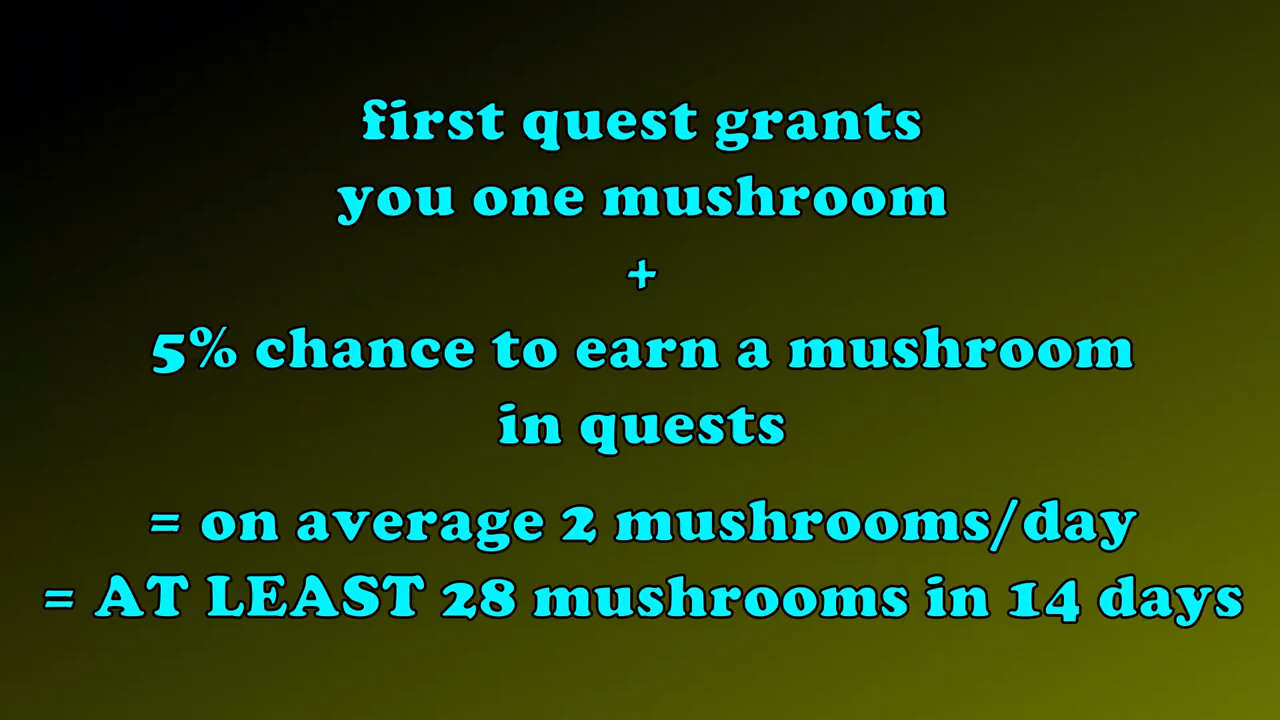 first quest grants
you one mushroom
+
5% chance to earn a mushroom
in quests
= on average 2 mushrooms/day
= AT LEAST 28 mushrooms in 14 days